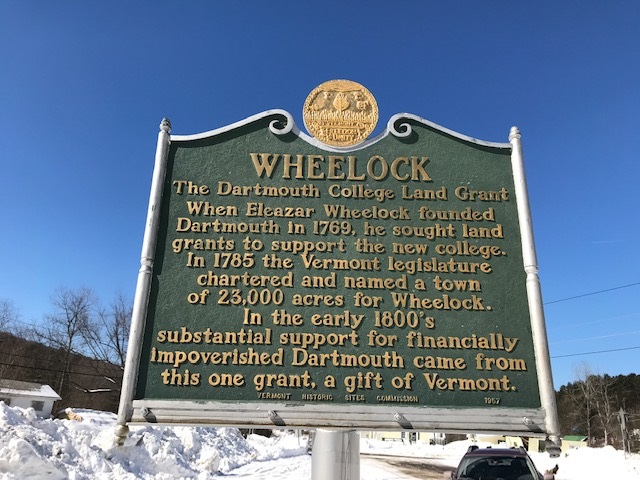 WHEELOCK
The Dartmouth College Land Grant
When Eleazar Wheelock founded
Dartmouth in 1769, he sought land
grants to support the new college.
In 1785 the Vermont legislature
chartered and named a town
of 23,000 acres for Wheelock.
In the early 1800's
substantial support for financially
impoverished Dartmouth came from
this one grant, a gift of Vermont.
VERMONT HISTORIC SITES COMMISSION 1967